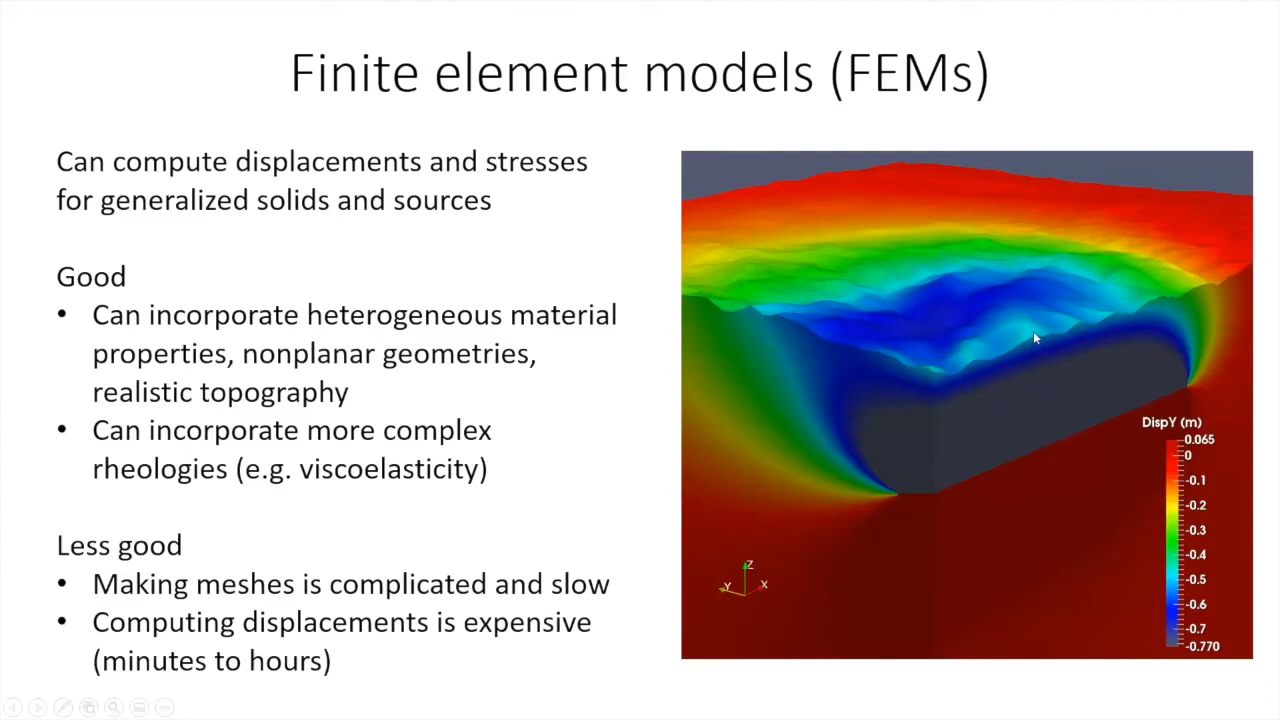 Finite element models (FEMs)
Can compute displacements and stresses
for generalized solids and sources
Good
• Can incorporate heterogeneous material
properties, nonplanar geometries,
realistic topography
• Can incorporate more complex
rheologies (e.g. viscoelasticity)
Less good
• Making meshes is complicated and slow
• Computing displacements is expensive
(minutes to hours)
DispY (m)
0.065
0
-0.1
-0.2
-0.3
-0.4
-0.5
-0.6
-0.7
-0.770
Z
Y
X